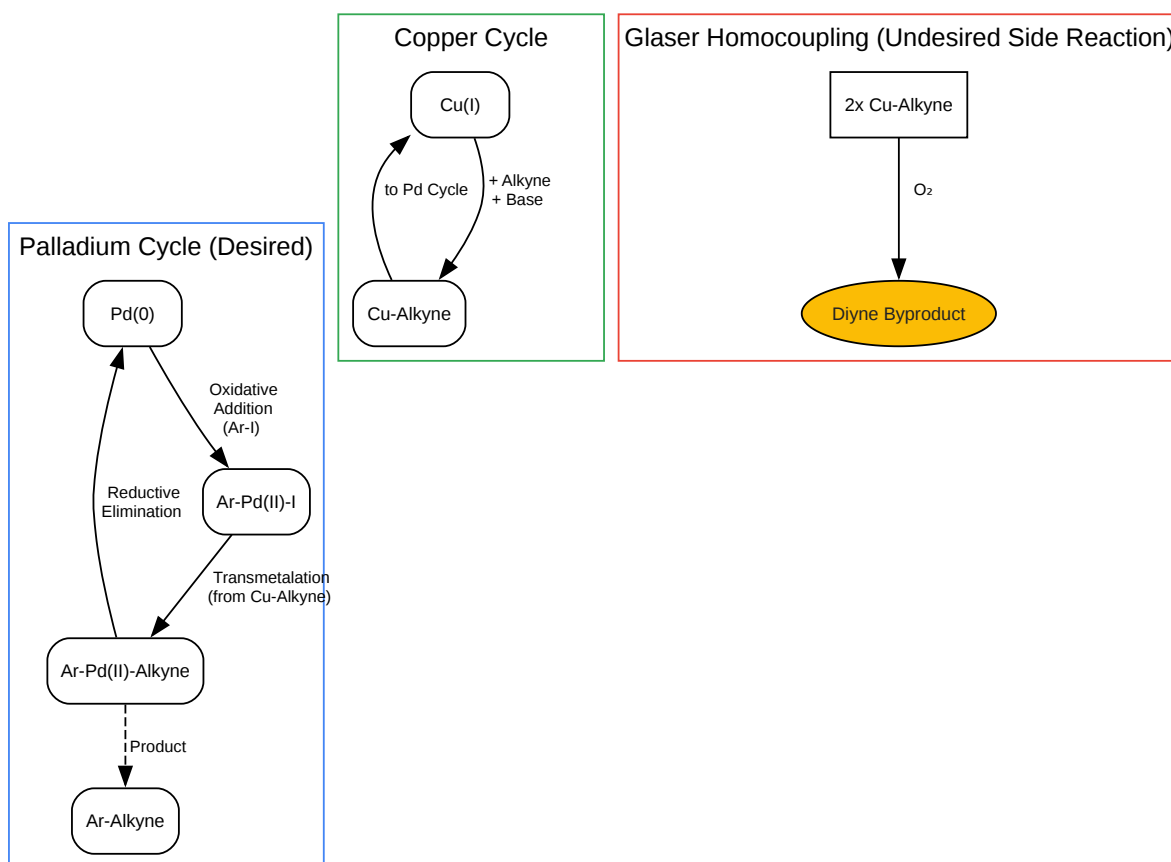 Copper Cycle
Cu(I)
to Pd Cycle
+ Alkyne
+ Base
Cu-Alkyne
Glaser Homocoupling (Undesired Side Reaction)
2x Cu-Alkyne
O₂
Diyne Byproduct
Palladium Cycle (Desired)
Pd(0)
Oxidative
Addition
(Ar-I)
Reductive
Elimination
Ar-Pd(II)-I
Transmetalation
(from Cu-Alkyne)
Ar-Pd(II)-Alkyne
Product
Ar-Alkyne